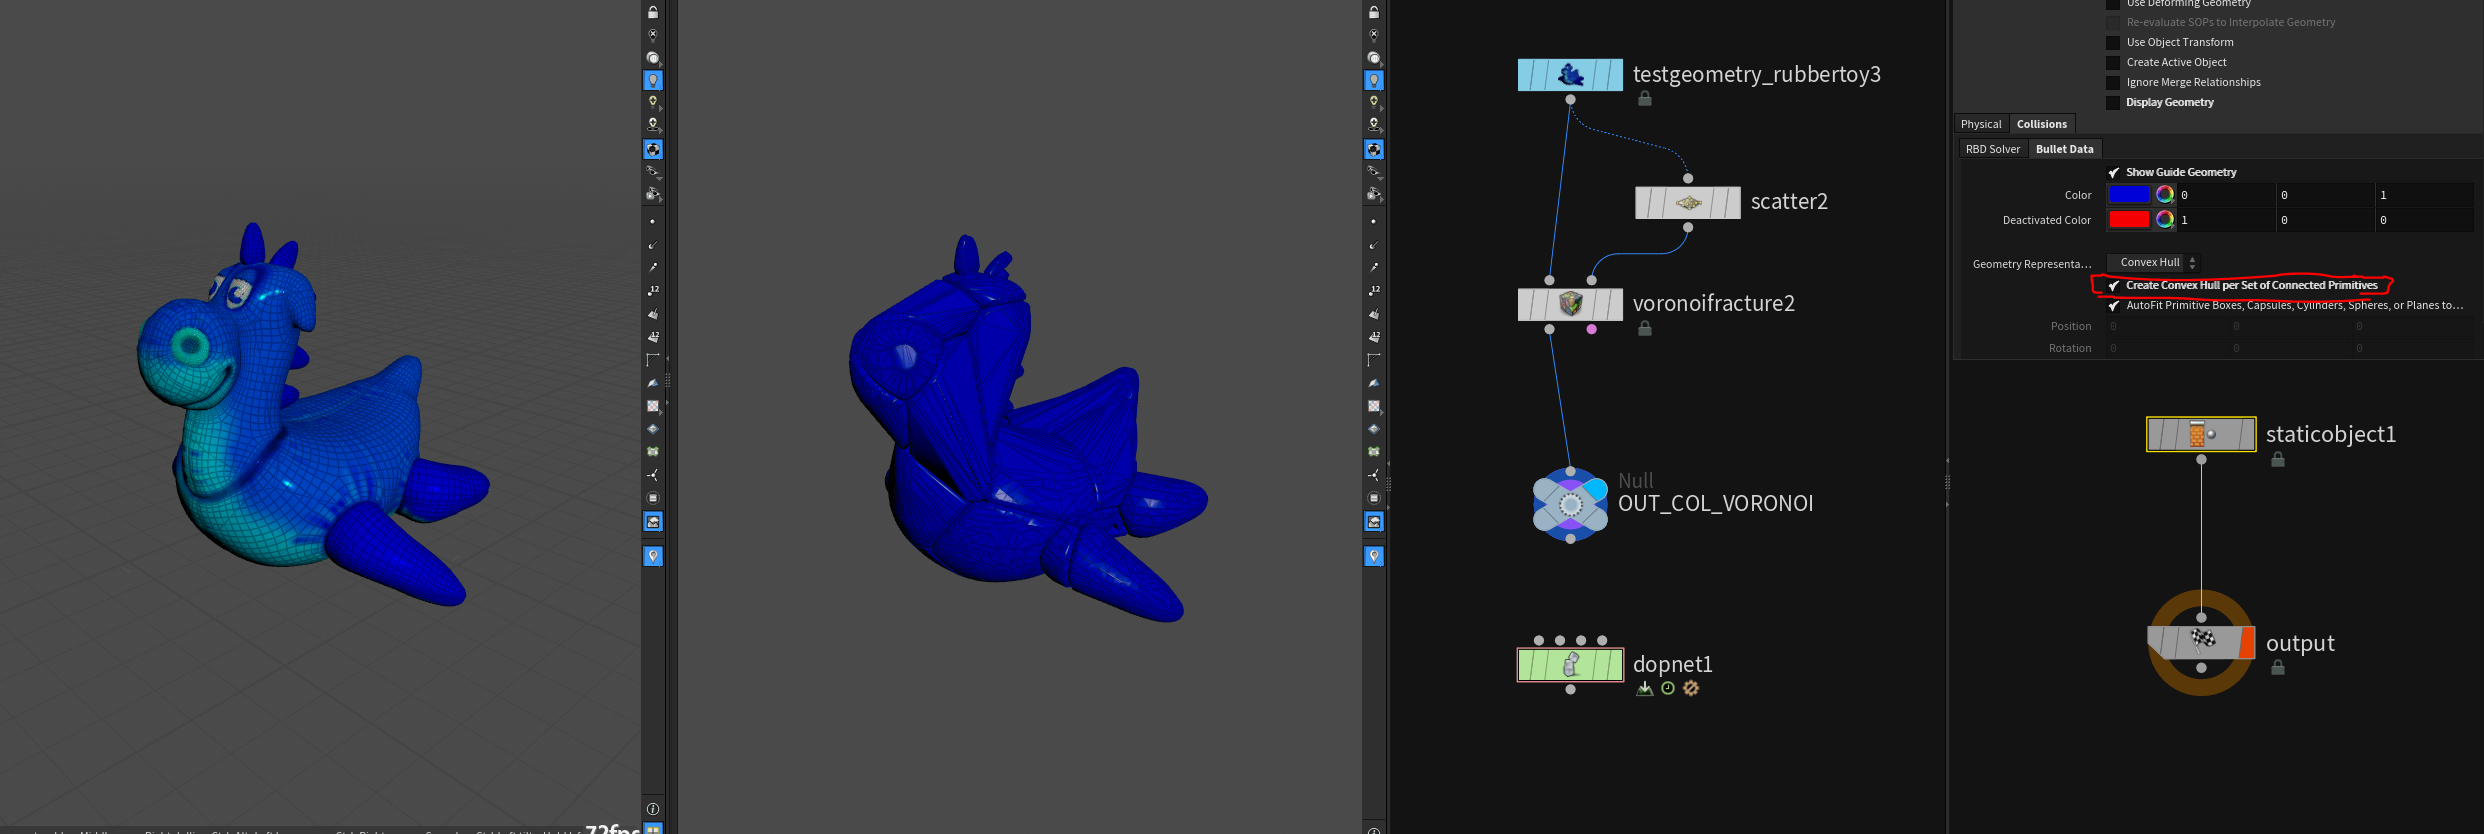 Use Deforming Geometry
Re-evaluate SOPs to Interpolate Geometry
Use Object Transform
Create Active Object
Ignore Merge Relationships
Display Geometry
Physical Collisions
RBD Solver Bullet Data
Show Guide Geometry
Color 0 0 1
Deactivated Color 1 0 0
Geometry Representa... Convex Hull
Create Convex Hull per Set of Connected Primitives
AutoFit Primitive Boxes, Capsules, Cylinders, Spheres, or Planes to...
Position 0 0 0
Rotation 0 0 0
testgeometry_rubbertoy3
scatter2
voronoifracture2
Null
OUT_COL_VORONOI
dopnet1
staticobject1
output
12
12
12
12
72fps